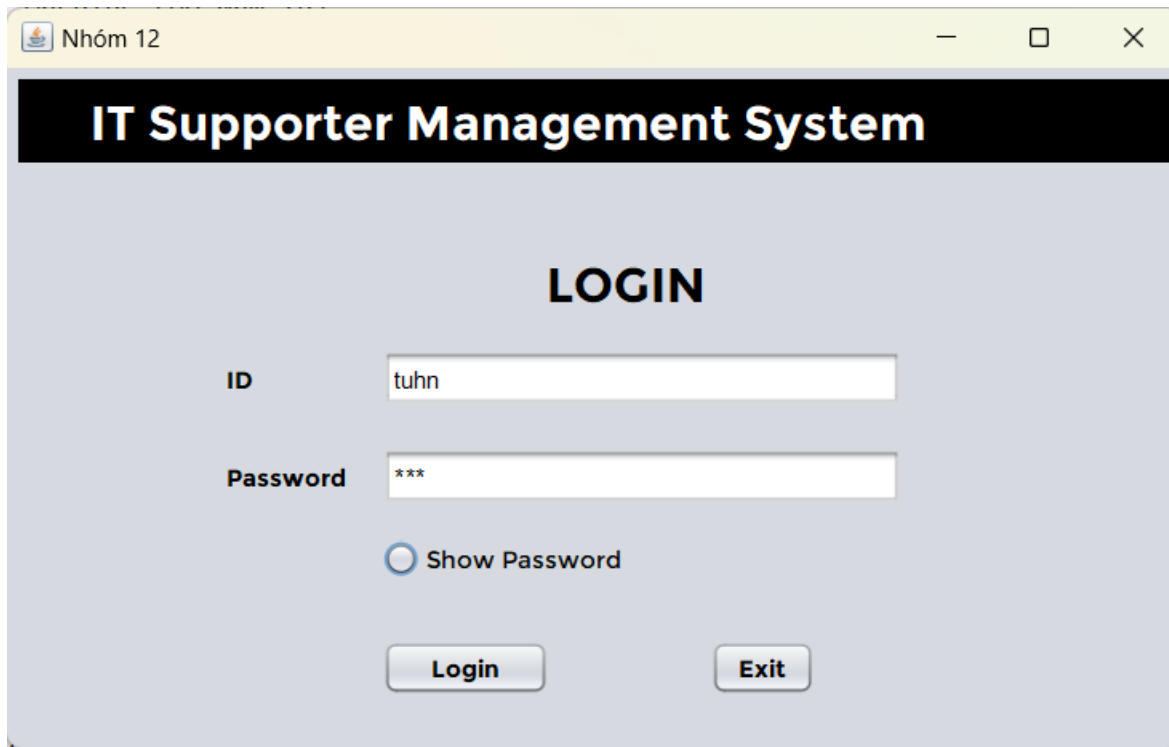 Nhóm 12
IT Supporter Management System
LOGIN
ID tuhn
Password ***
Show Password
Login Exit